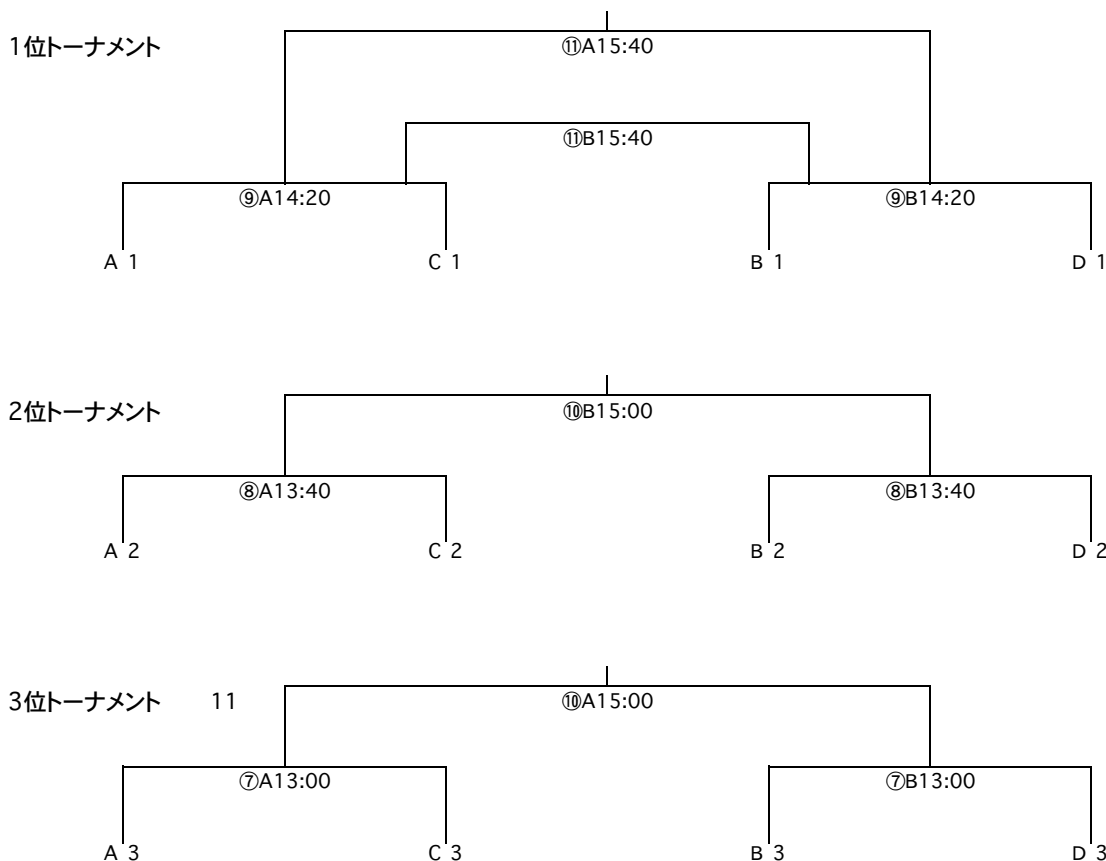 1位トーナメント
⑪A15:40
⑪B15:40
⑨A14:20 ⑨B14:20
A 1 C 1 B 1 D 1
2位トーナメント
⑩B15:00
⑧A13:40 ⑧B13:40
A 2 C 2 B 2 D 2
3位トーナメント 11
⑩A15:00
⑦A13:00 ⑦B13:00
A 3 C 3 B 3 D 3